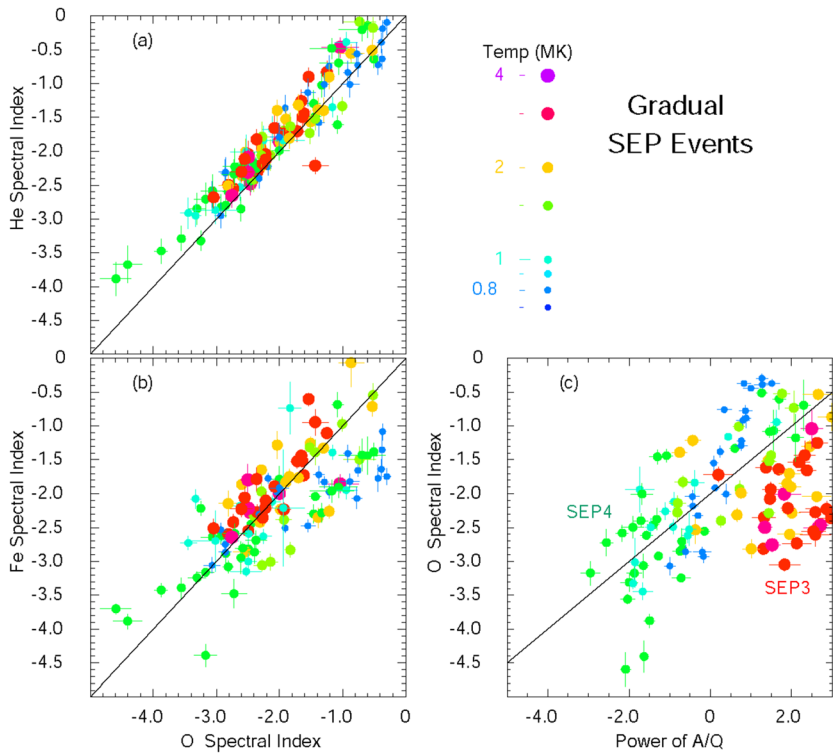 0
-0.5
-1.0
-1.5
-2.0
-2.5
-3.0
-3.5
-4.0
-4.5
He Spectral Index
(a)
Temp (MK)
4
2
1
0.8
Gradual
SEP Events
0
-0.5
-1.0
-1.5
-2.0
-2.5
-3.0
-3.5
-4.0
-4.5
Fe Spectral Index
(b)
-4.0 -3.0 -2.0 -1.0 0
O Spectral Index
0
-0.5
-1.0
-1.5
-2.0
-2.5
-3.0
-3.5
-4.0
-4.5
O Spectral Index
(c)
SEP4
SEP3
-4.0 -2.0 0 2.0
Power of A/Q